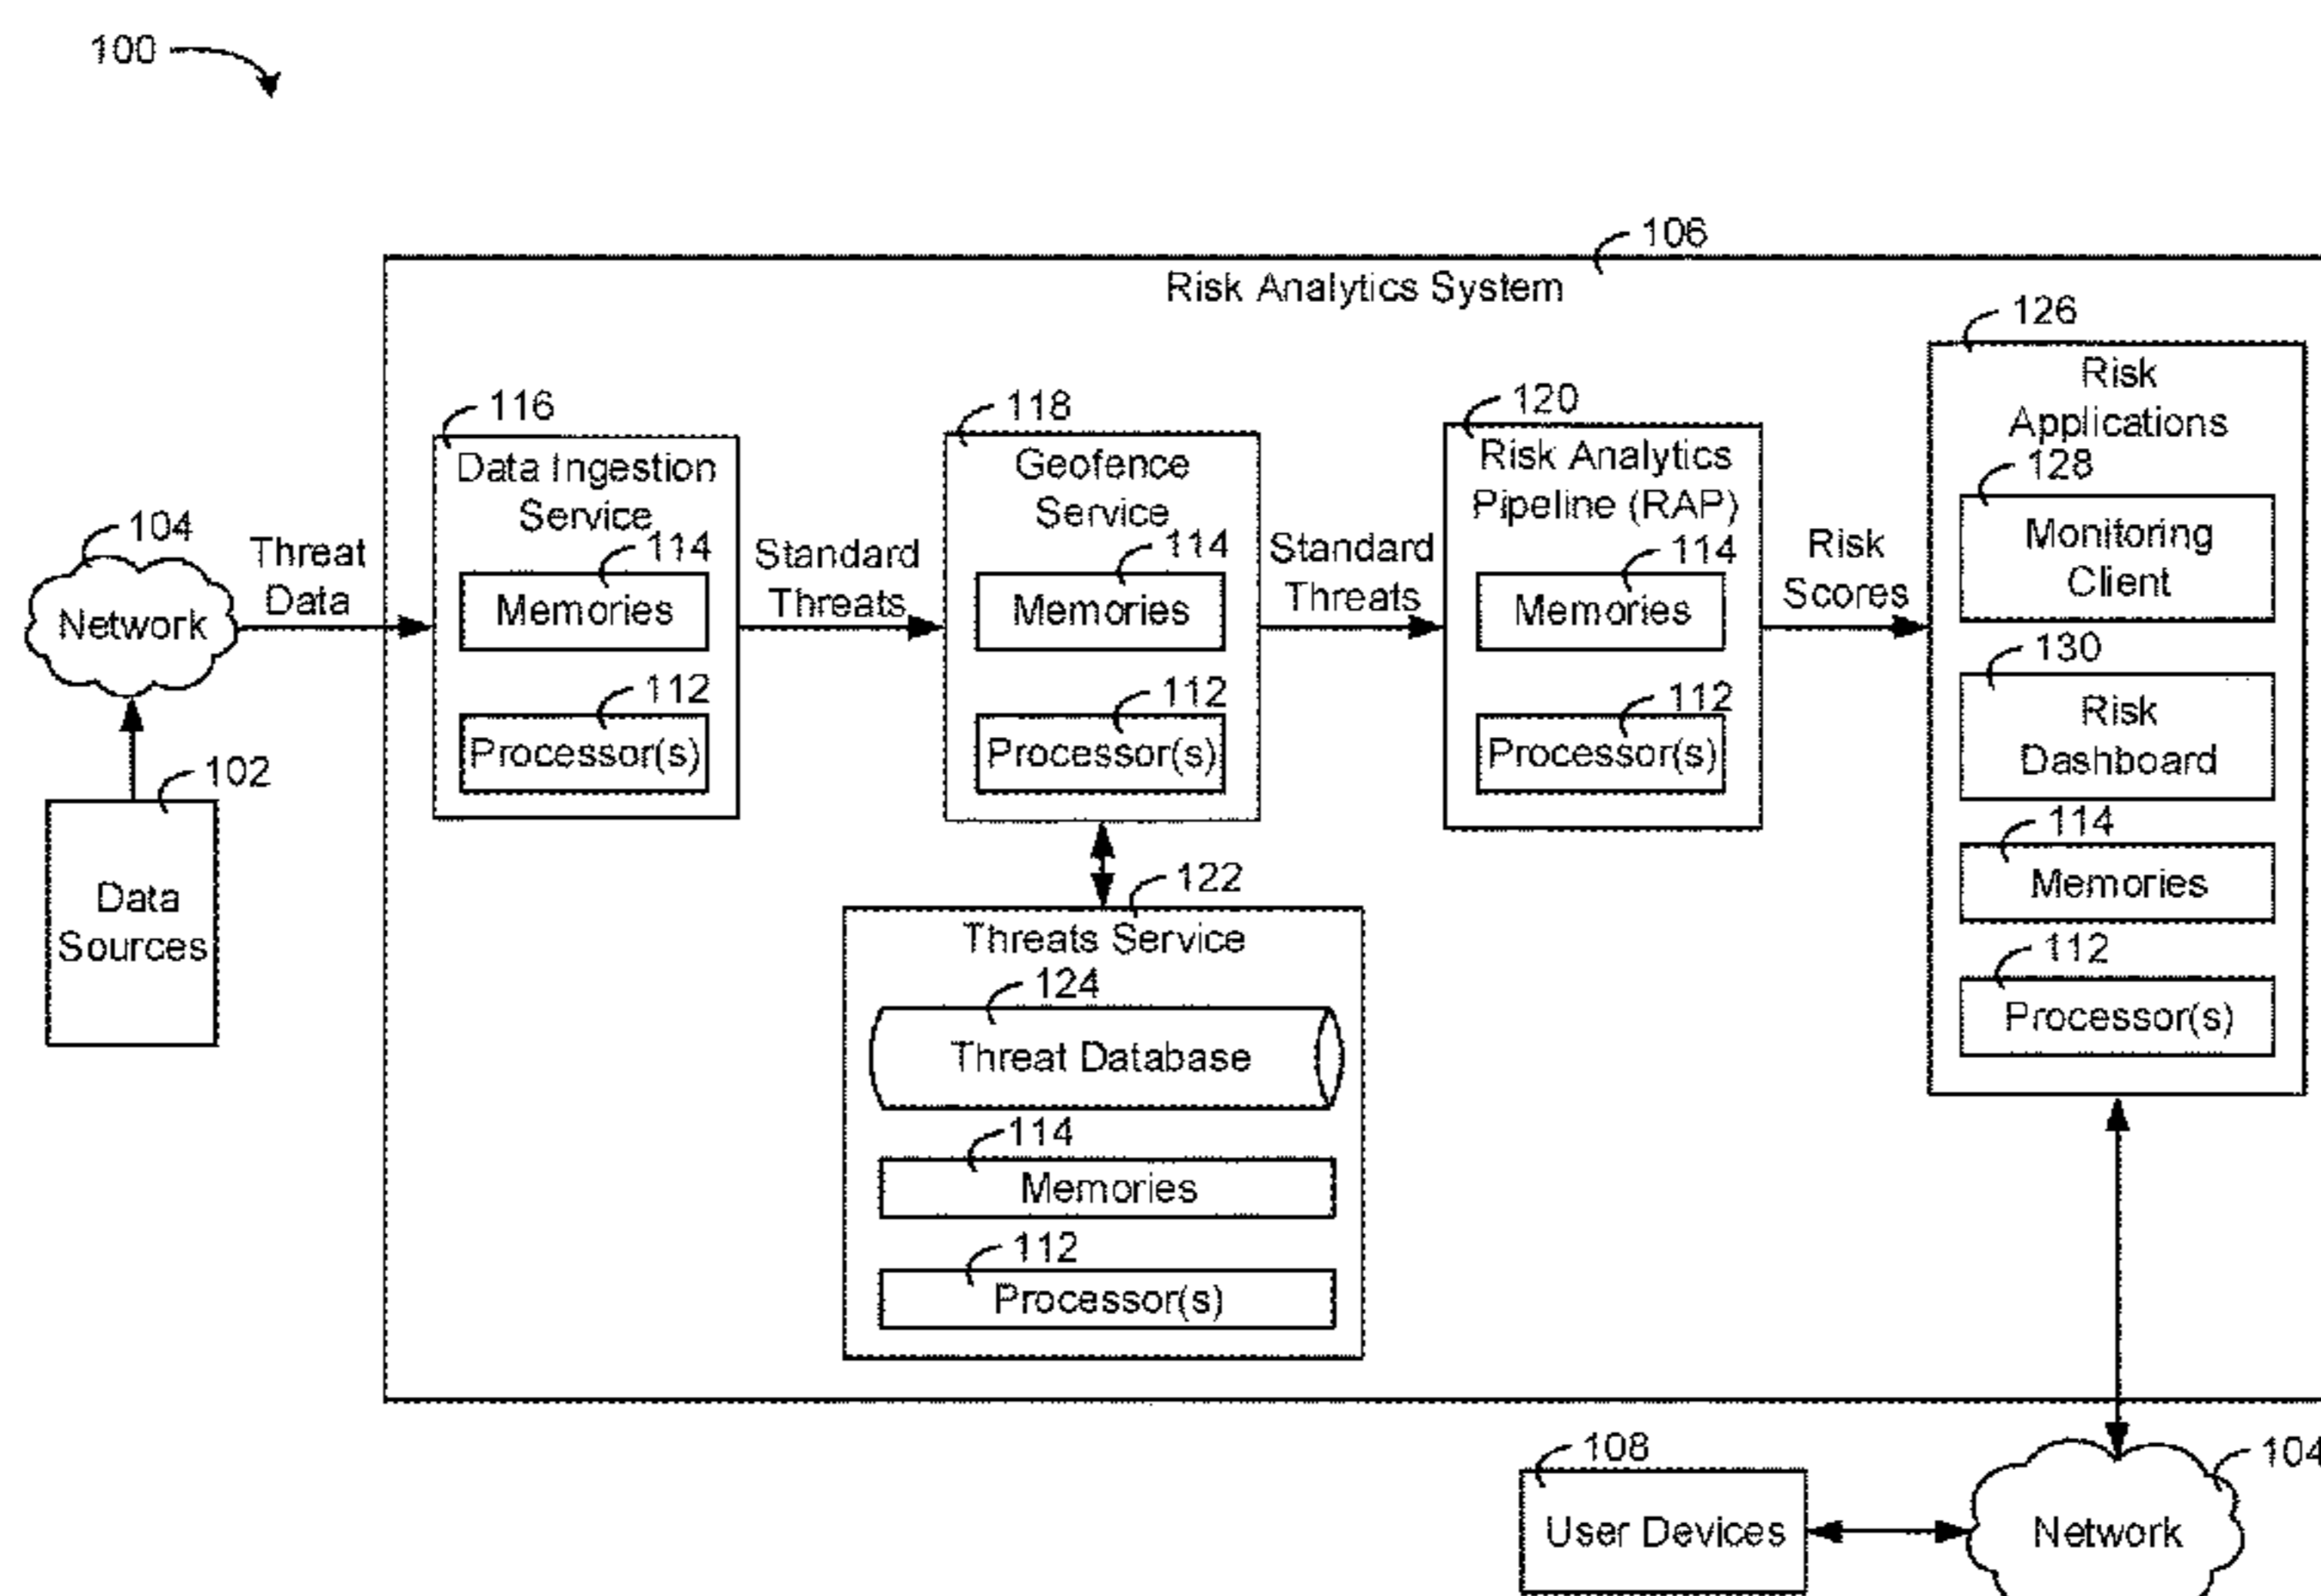 100
106
Risk Analytics System
126
Risk
Applications
128
Monitoring
Client
130
Risk
Dashboard
114
Memories
112
Processor(s)
116
Data Ingestion
Service
114
Memories
112
Processor(s)
118
Geofence
Service
114
Memories
112
Processor(s)
120
Risk Analytics
Pipeline (RAP)
114
Memories
112
Processor(s)
104
Network
Threat
Data
Standard
Threats
Standard
Threats
Risk
Scores
102
Data
Sources
122
Threats Service
124
Threat Database
114
Memories
112
Processor(s)
108
User Devices
104
Network